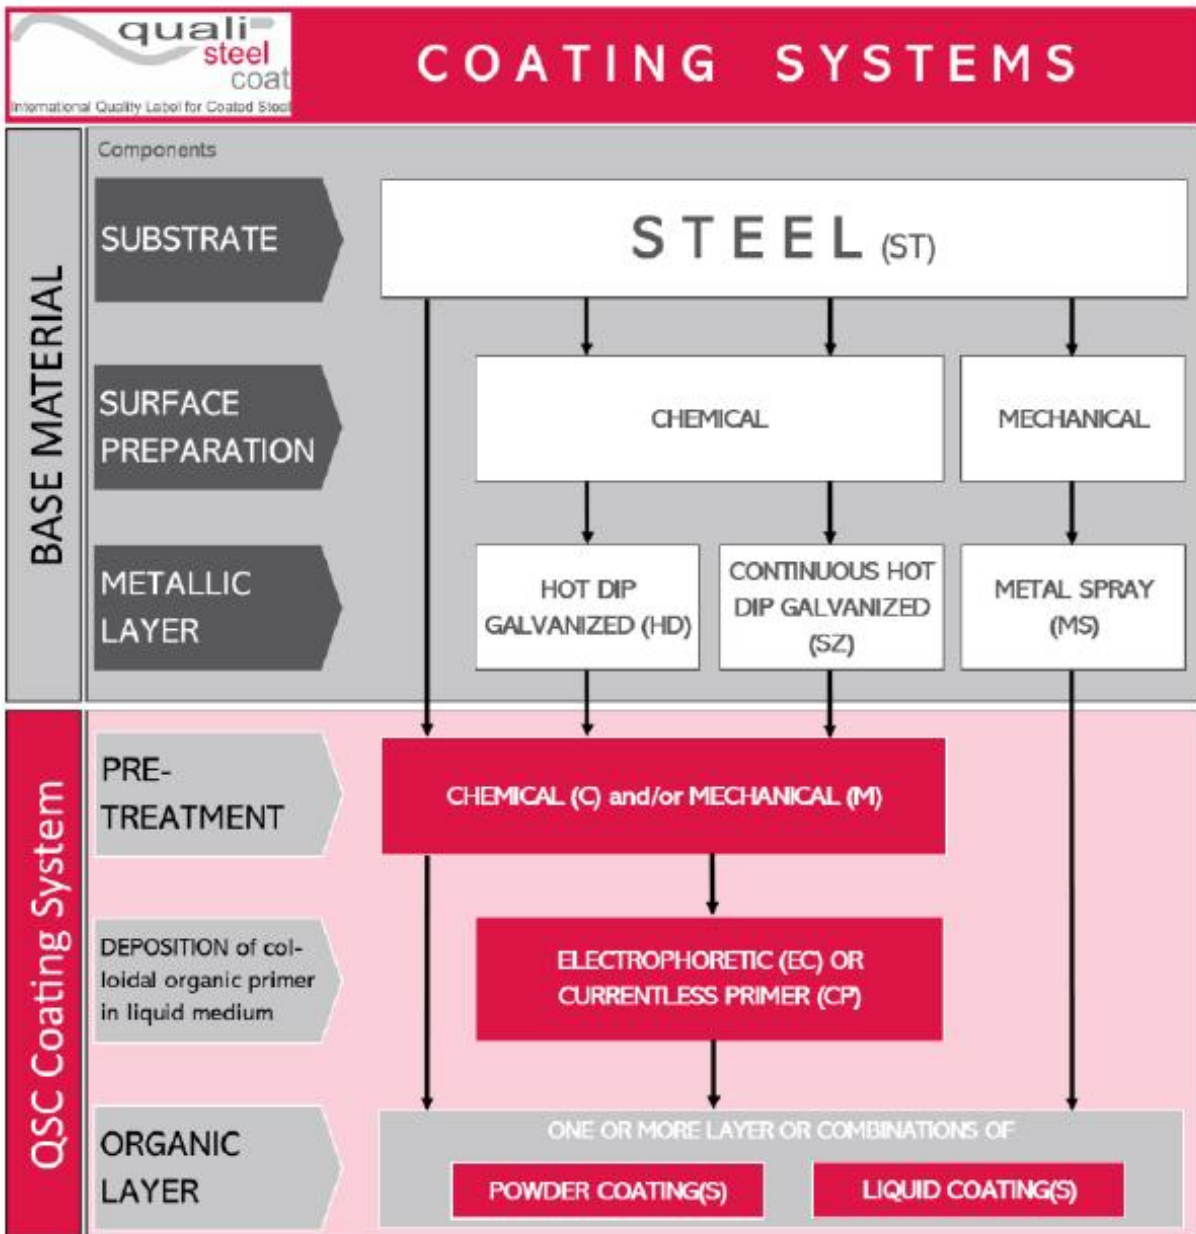 quali
steel
coat
International Quality Label for Coated Steel
COATING SYSTEMS
BASE MATERIAL
Components
SUBSTRATE
STEEL (ST)
SURFACE
PREPARATION
CHEMICAL
MECHANICAL
METALLIC
LAYER
HOT DIP
GALVANIZED (HD)
CONTINUOUS HOT
DIP GALVANIZED
(SZ)
METAL SPRAY
(MS)
QSC Coating System
PRE-
TREATMENT
CHEMICAL (C) and/or MECHANICAL (M)
DEPOSITION of col-
loidal organic primer
in liquid medium
ELECTROPHORETIC (EC) OR
CURRENTLESS PRIMER (CP)
ORGANIC
LAYER
ONE OR MORE LAYER OR COMBINATIONS OF
POWDER COATING(S)
LIQUID COATING(S)